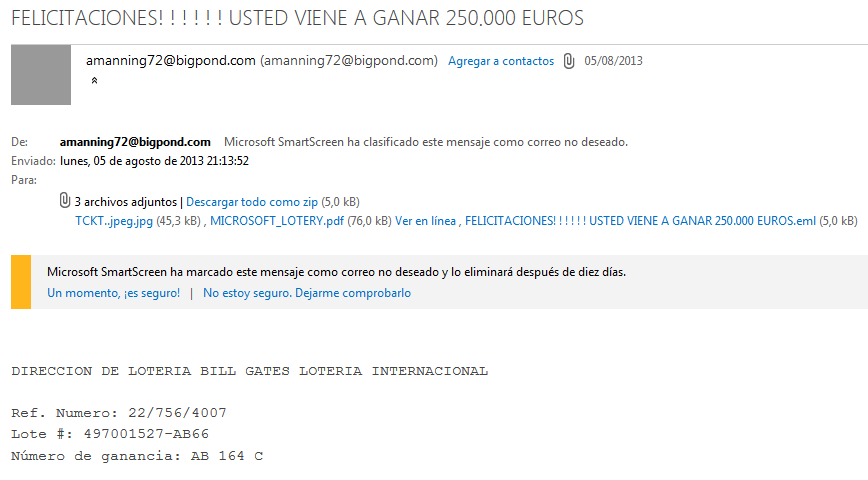 FELICITACIONES! ! ! ! ! ! USTED VIENE A GANAR 250.000 EUROS
amanning72@bigpond.com (amanning72@bigpond.com) Agregar a contactos 05/08/2013
De: amanning72@bigpond.com Microsoft SmartScreen ha clasificado este mensaje como correo no deseado.
Enviado: lunes, 05 de agosto de 2013 21:13:52
Para:
3 archivos adjuntos | Descargar todo como zip (5,0 kB)
TCKT..jpeg.jpg (45,3 kB) , MICROSOFT_LOTERY.pdf (76,0 kB) Ver en línea , FELICITACIONES! ! ! ! ! ! USTED VIENE A GANAR 250.000 EUROS.eml (5,0 kB)
Microsoft SmartScreen ha marcado este mensaje como correo no deseado y lo eliminará después de diez días.
Un momento, ¡es seguro! | No estoy seguro. Dejarme comprobarlo
DIRECCION DE LOTERIA BILL GATES LOTERIA INTERNACIONAL
Ref. Numero: 22/756/4007
Lote #: 497001527-AB66
Número de ganancia: AB 164 C